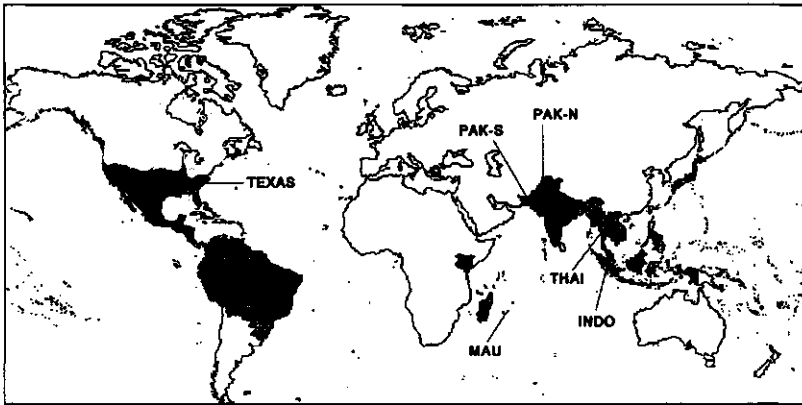 PAK-N
PAK-S
TEXAS
THAI
INDO
MAU